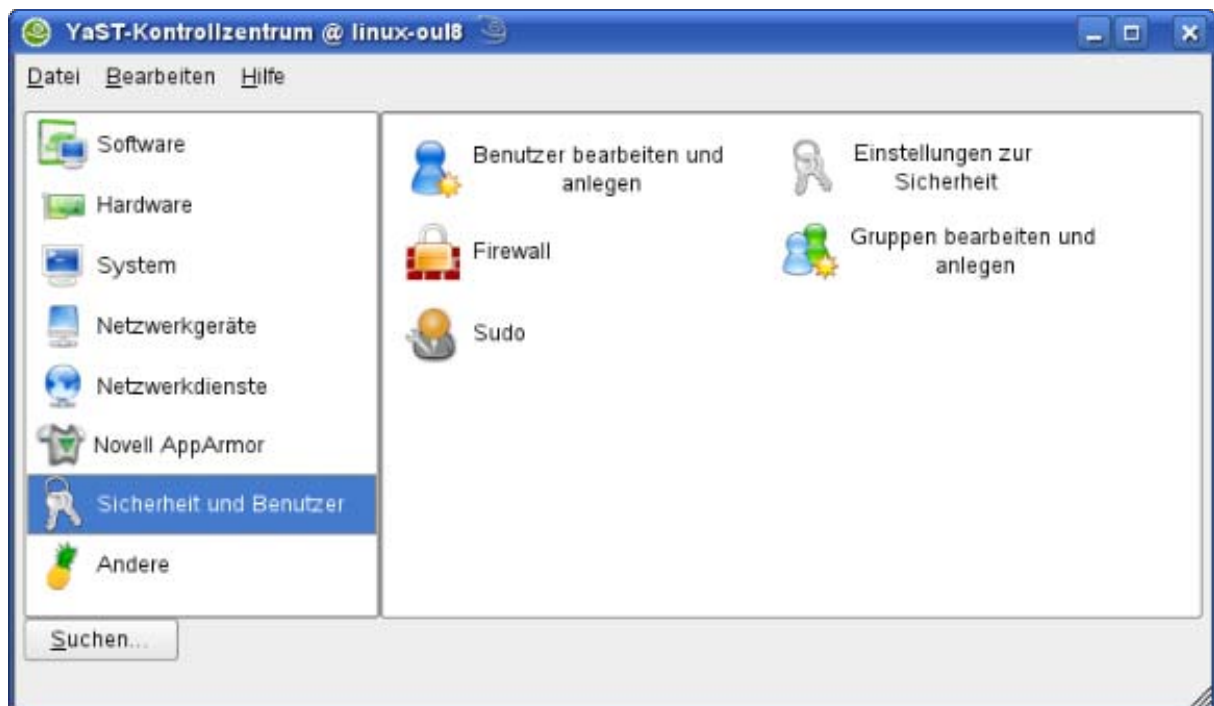 YaST-Kontrollzentrum @ linux-oul8
Datei Bearbeiten Hilfe
Software
Hardware
System
Netzwerkgeräte
Netzwerkdienste
Novell AppArmor
Sicherheit und Benutzer
Andere
Benutzer bearbeiten und
anlegen
Einstellungen zur
Sicherheit
Firewall
Gruppen bearbeiten und
anlegen
Sudo
Suchen...